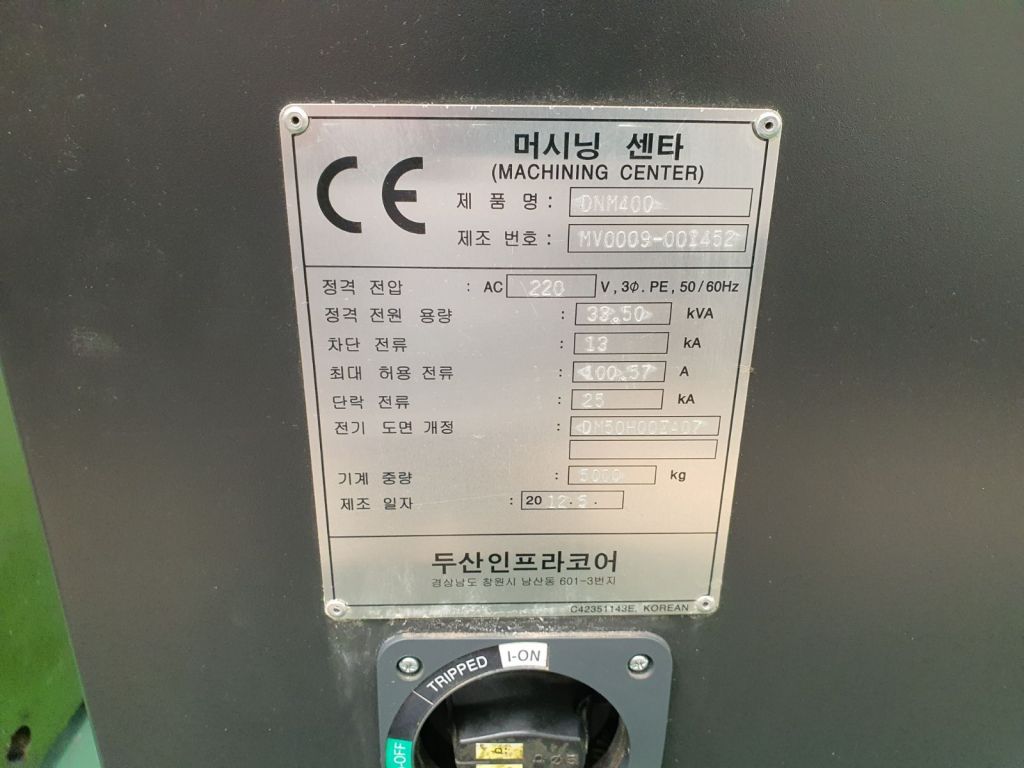 CE
머시닝 센타
(MACHINING CENTER)
제 품 명 : DNM400
제조 번호 : MV0009-001452
정격 전압 : AC 220 V, 3Φ. PE, 50/60Hz
정격 전원 용량 : 33.50 kVA
차단 전류 : 13 kA
최대 허용 전류 : 100.57 A
단락 전류 : 25 kA
전기 도면 개정 :
기계 중량 : 5000 kg
제조 일자 : 20 12.5.
두산인프라코어
경상남도 창원시 남산동 601-3번지
C42351143E, KOREAN
TRIPPED I-ON
-OFF